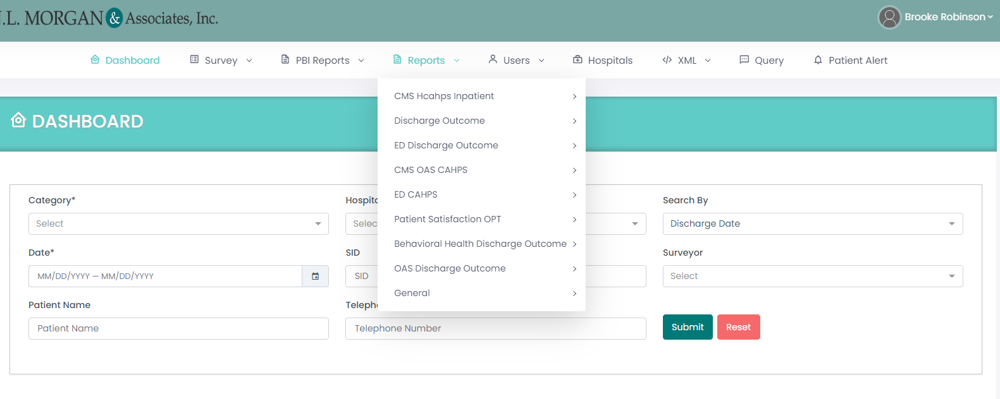 .L. MORGAN & Associates, Inc.
Brooke Robinson
Dashboard Survey PBI Reports Reports Users Hospitals XML Query Patient Alert
CMS Hcahps Inpatient
Discharge Outcome
ED Discharge Outcome
CMS OAS CAHPS
ED CAHPS
Patient Satisfaction OPT
Behavioral Health Discharge Outcome
OAS Discharge Outcome
General
DASHBOARD
Category*
Select
Hospita
Selec
Search By
Discharge Date
Date*
MM/DD/YYYY — MM/DD/YYYY
SID
SID
Surveyor
Select
Patient Name
Patient Name
Teleph
Telephone Number
Submit
Reset